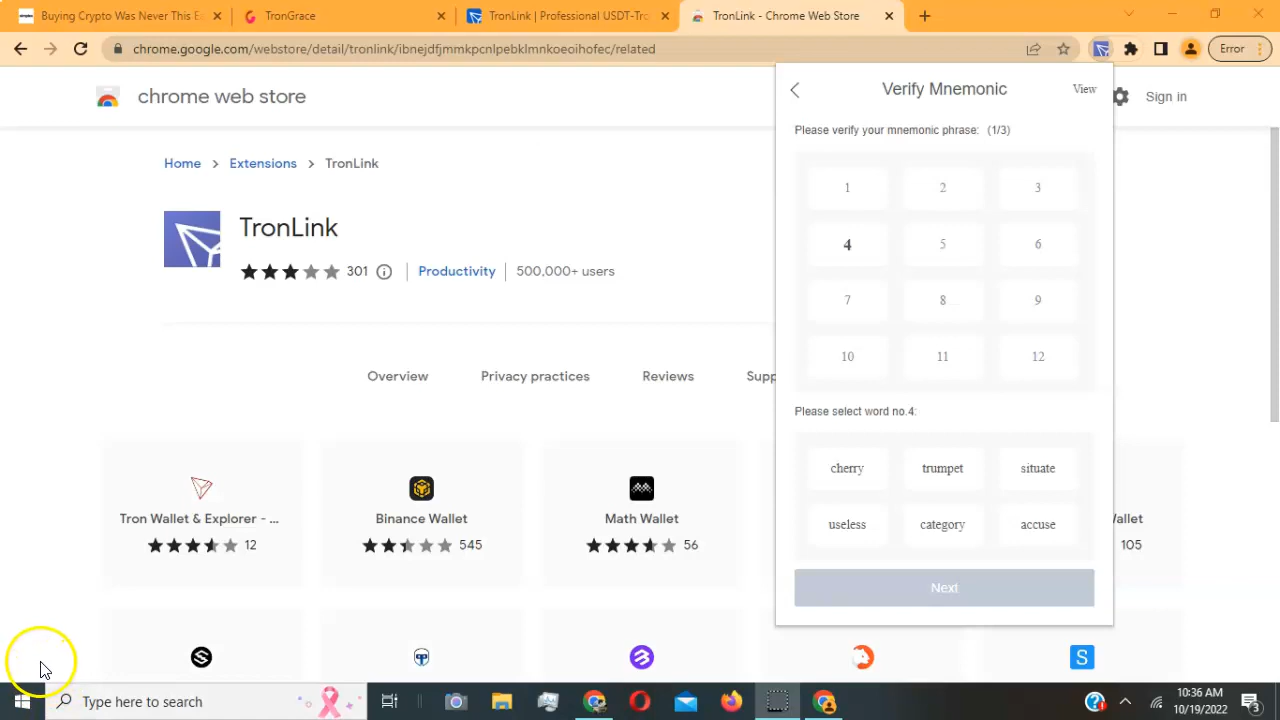 Buying Crypto Was Never This E
TronGrace
TronLink | Professional USDT-Tro
TronLink - Chrome Web Store
chrome.google.com/webstore/detail/tronlink/ibnejdfjmmkpcnlpebklmnkoeoihofec/related
Error
chrome web store
Sign in
Home > Extensions > TronLink
TronLink
301
Productivity
500,000+ users
Overview
Privacy practices
Reviews
Supp
Tron Wallet & Explorer - ...
12
Binance Wallet
545
Math Wallet
56
Wallet
105
Verify Mnemonic
View
Please verify your mnemonic phrase: (1/3)
1 2 3
4 5 6
7 8 9
10 11 12
Please select word no.4:
cherry trumpet situate
useless category accuse
Next
S
Type here to search
10:36 AM
10/19/2022
3